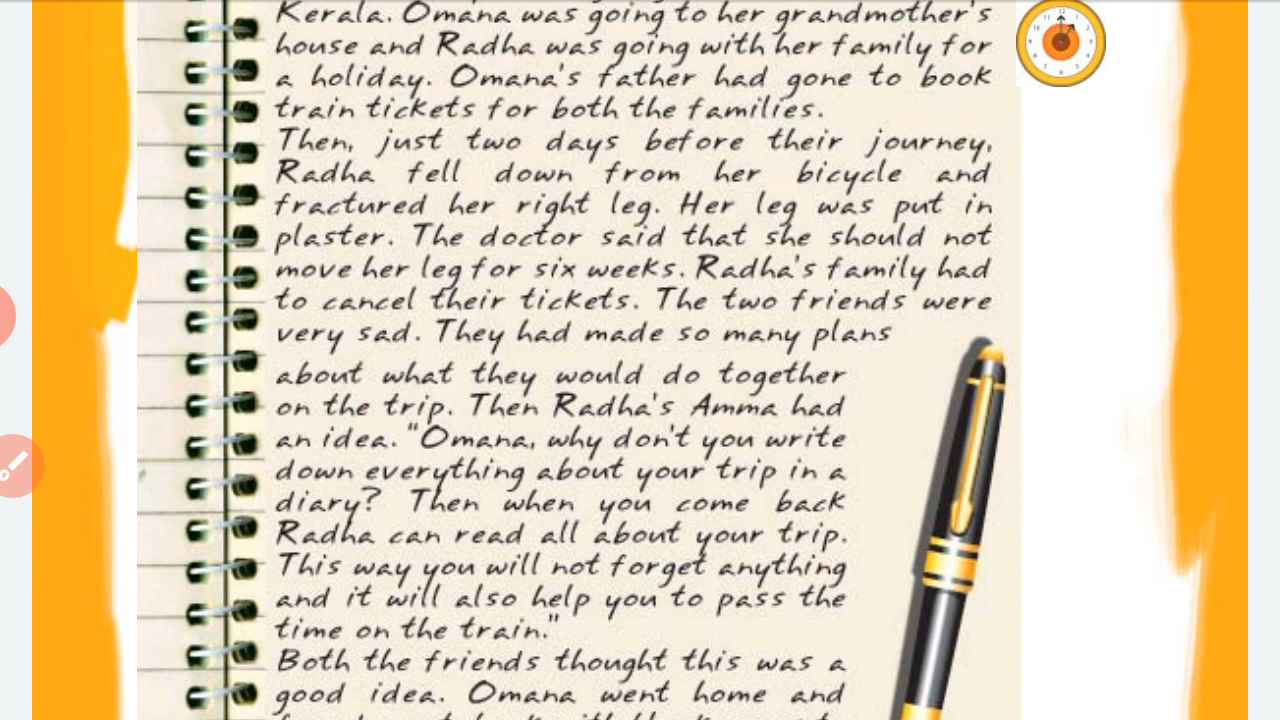 Kerala. Omana was going to her grandmother's
house and Radha was going with her family for
a holiday. Omana's father had gone to book
train tickets for both the families.
Then, just two days before their journey,
Radha fell down from her bicycle and
fractured her right leg. Her leg was put in
plaster. The doctor said that she should not
move her leg for six weeks. Radha's family had
to cancel their tickets. The two friends were
very sad. They had made so many plans
about what they would do together
on the trip. Then Radha's Amma had
an idea. "Omana, why don't you write
down everything about your trip in a
diary? Then when you come back
Radha can read all about your trip.
This way you will not forget anything
and it will also help you to pass the
time on the train."
Both the friends thought this was a
good idea. Omana went home and